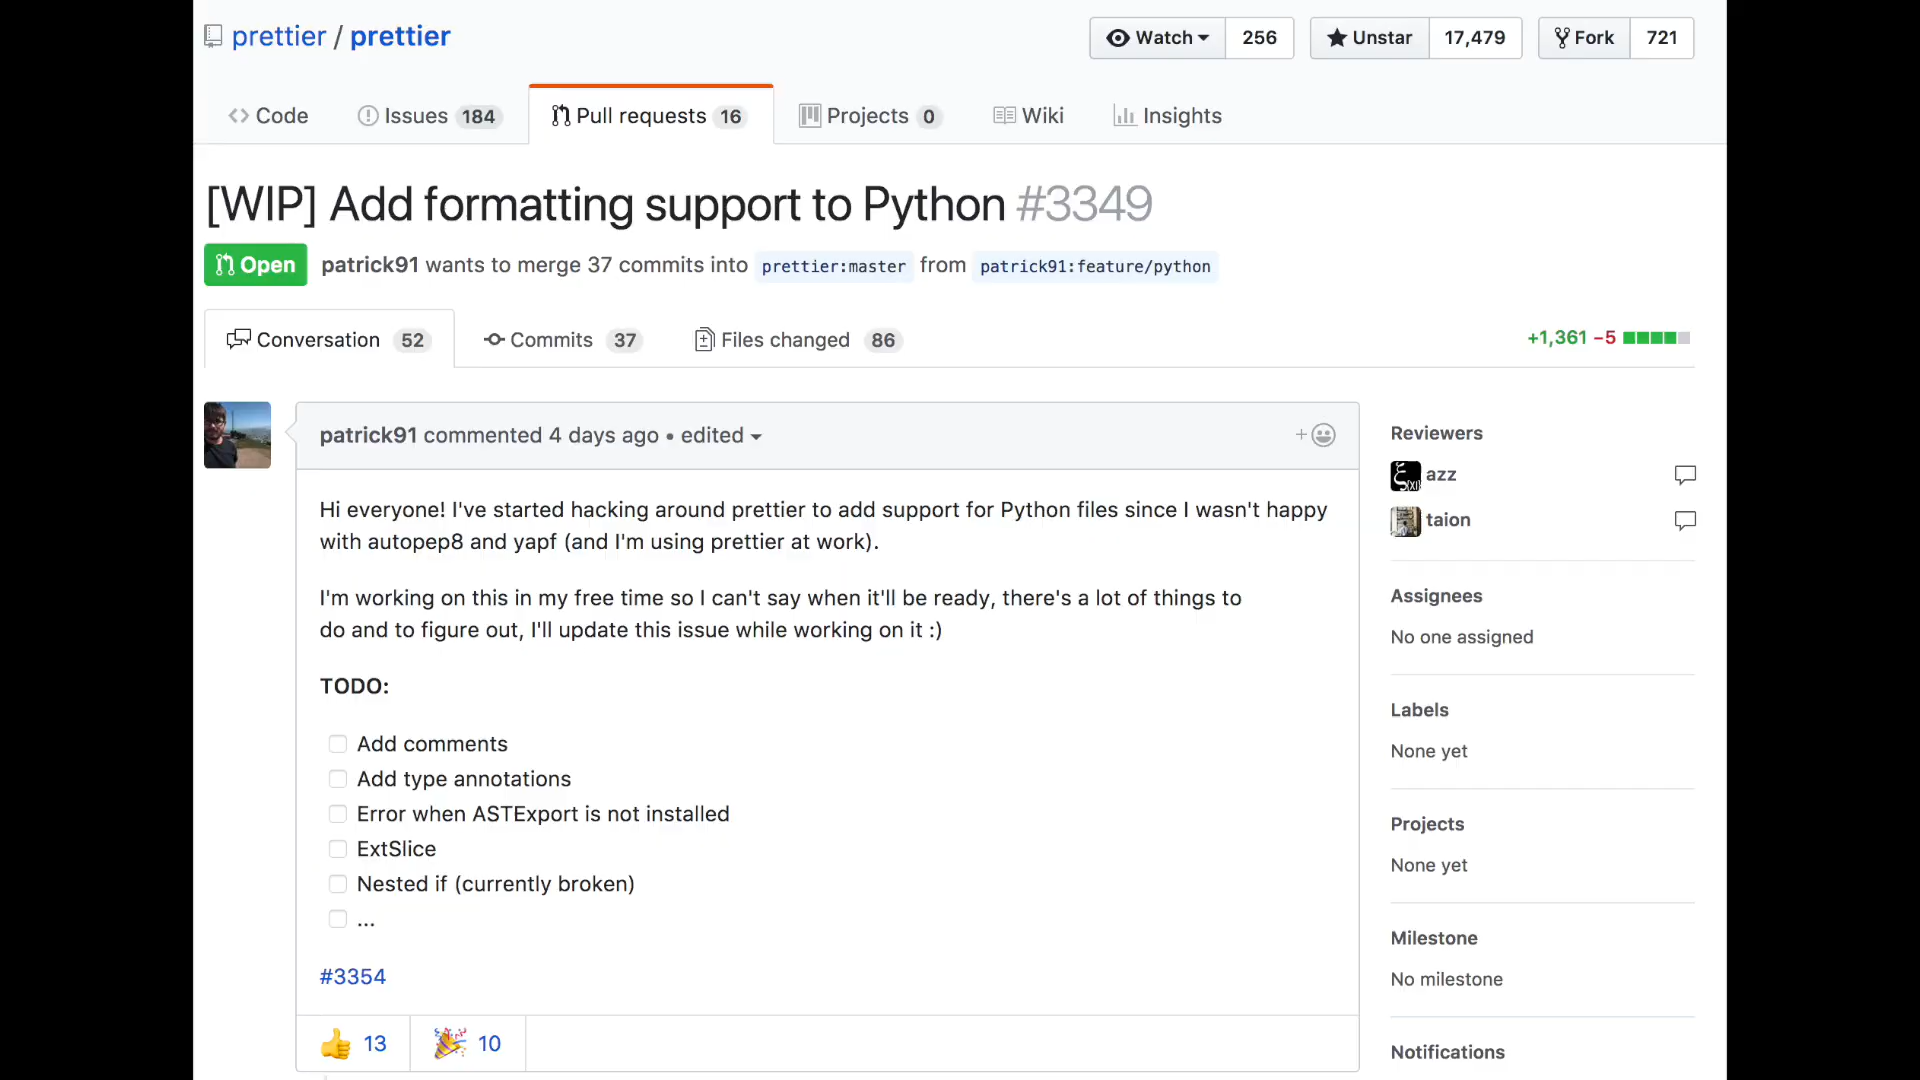 prettier / prettier
Watch 256 Unstar 17,479 Fork 721
Code Issues 184 Pull requests 16 Projects 0 Wiki Insights
[WIP] Add formatting support to Python #3349
Open patrick91 wants to merge 37 commits into prettier:master from patrick91:feature/python
Conversation 52 Commits 37 Files changed 86 +1,361 −5
patrick91 commented 4 days ago • edited
Hi everyone! I've started hacking around prettier to add support for Python files since I wasn't happy
with autopep8 and yapf (and I'm using prettier at work).
I'm working on this in my free time so I can't say when it'll be ready, there's a lot of things to
do and to figure out, I'll update this issue while working on it :)
TODO:
Add comments
Add type annotations
Error when ASTExport is not installed
ExtSlice
Nested if (currently broken)
...
#3354
13 10
Reviewers
azz
taion
Assignees
No one assigned
Labels
None yet
Projects
None yet
Milestone
No milestone
Notifications